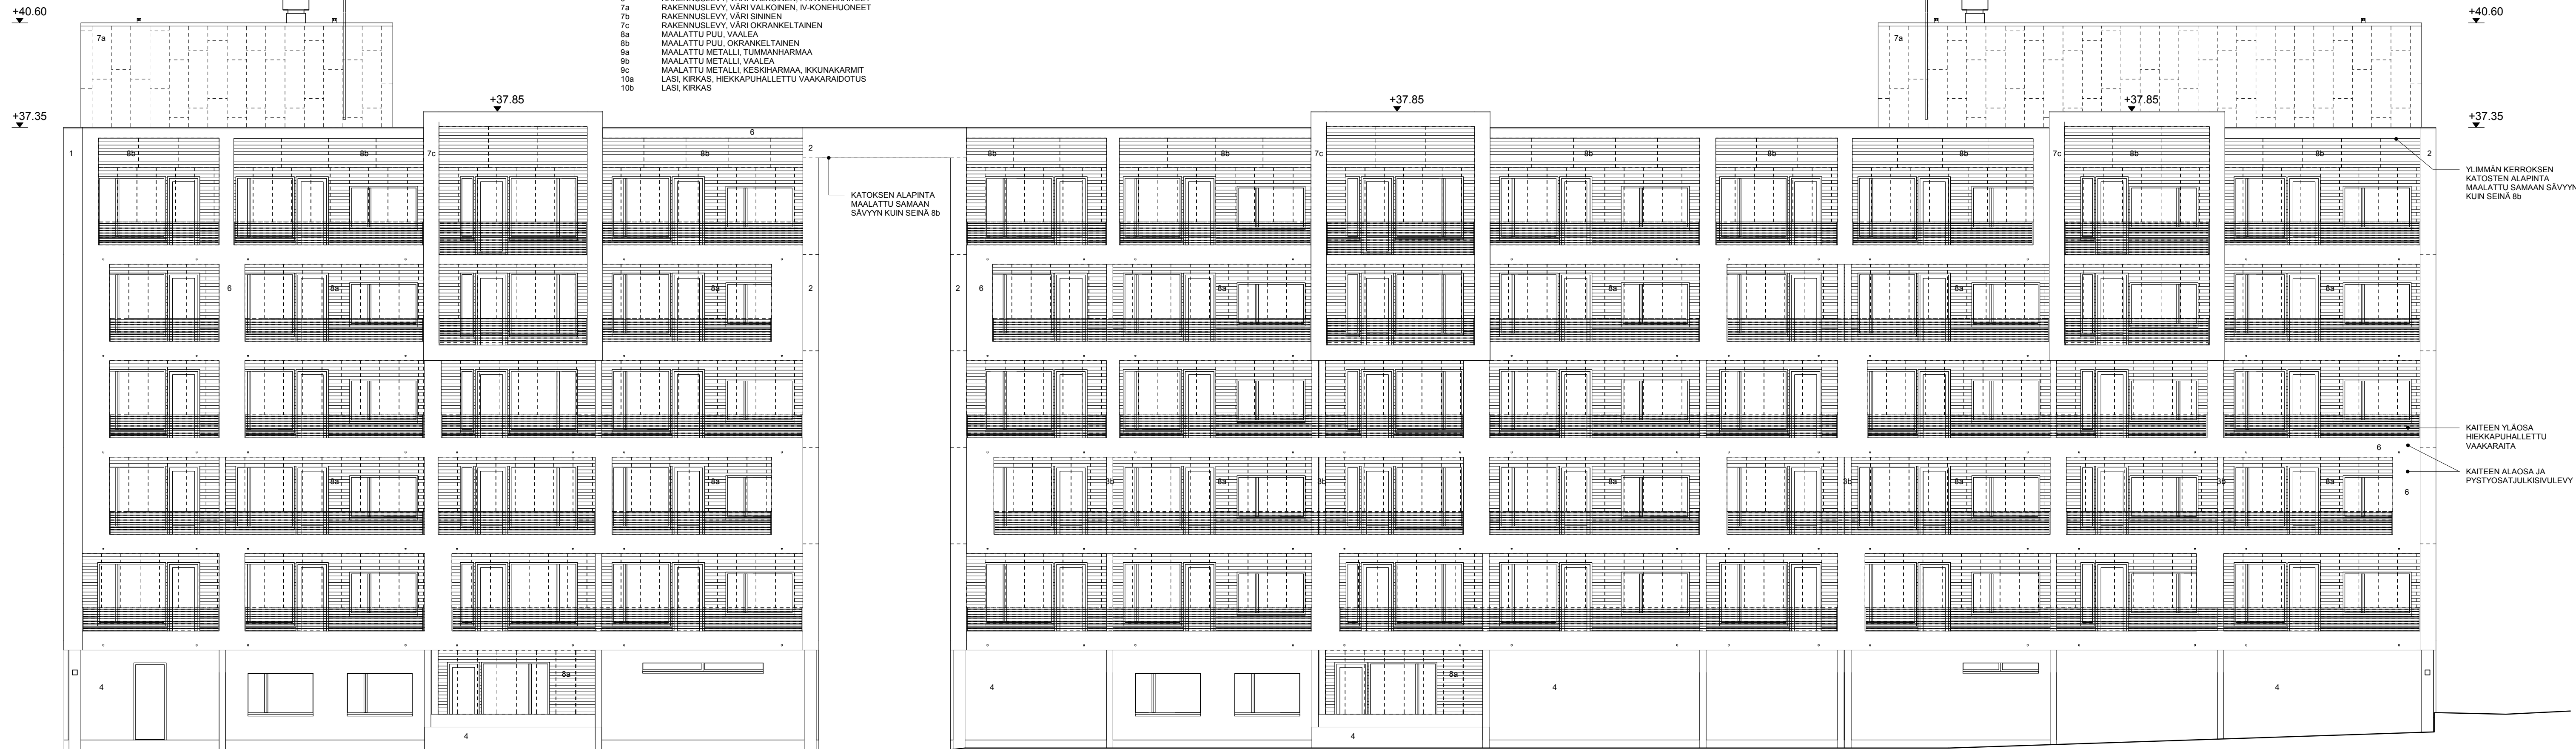 +40.60
7a RAKENNUSLEVY, VÄRI VALKOINEN, IV-KONEHUONEET
7b RAKENNUSLEVY, VÄRI SININEN
7c RAKENNUSLEVY, VÄRI OKRANKELTAINEN
8a MAALATTU PUU, VAALEA
8b MAALATTU PUU, OKRANKELTAINEN
9a MAALATTU METALLI, TUMMANHARMAA
9b MAALATTU METALLI, VAALEA
9c MAALATTU METALLI, KESKIHARMAA, IKKUNAKARMIT
10a LASI, KIRKAS, HIEKKAPUHALLETTU VAAKARAIDOTUS
10b LASI, KIRKAS
+40.60
7a
7a
+37.85
+37.85
+37.85
+37.35
+37.35
6
1
8b
8b
7c
8b
2
8b
8b
7c
8b
8b
8b
7c
8b
8b
2
KATOKSEN ALAPINTA
MAALATTU SAMAAN
SÄVYYN KUIN SEINÄ 8b
YLIMMÄN KERROKSEN
KATOSTEN ALAPINTA
MAALATTU SAMAAN SÄVYYN
KUIN SEINÄ 8b
6
8a
8a
2
2
6
8a
8a
8a
8a
KAITEEN YLÄOSA
HIEKKAPUHALLETTU
VAAKARAITA
6
KAITEEN ALAOSA JA
PYSTYOSATJULKISIVULEVY
8a
8a
3b
8a
3b
8a
3b
8a
3b
8a
6
4
8a
4
8a
4
4
4
4